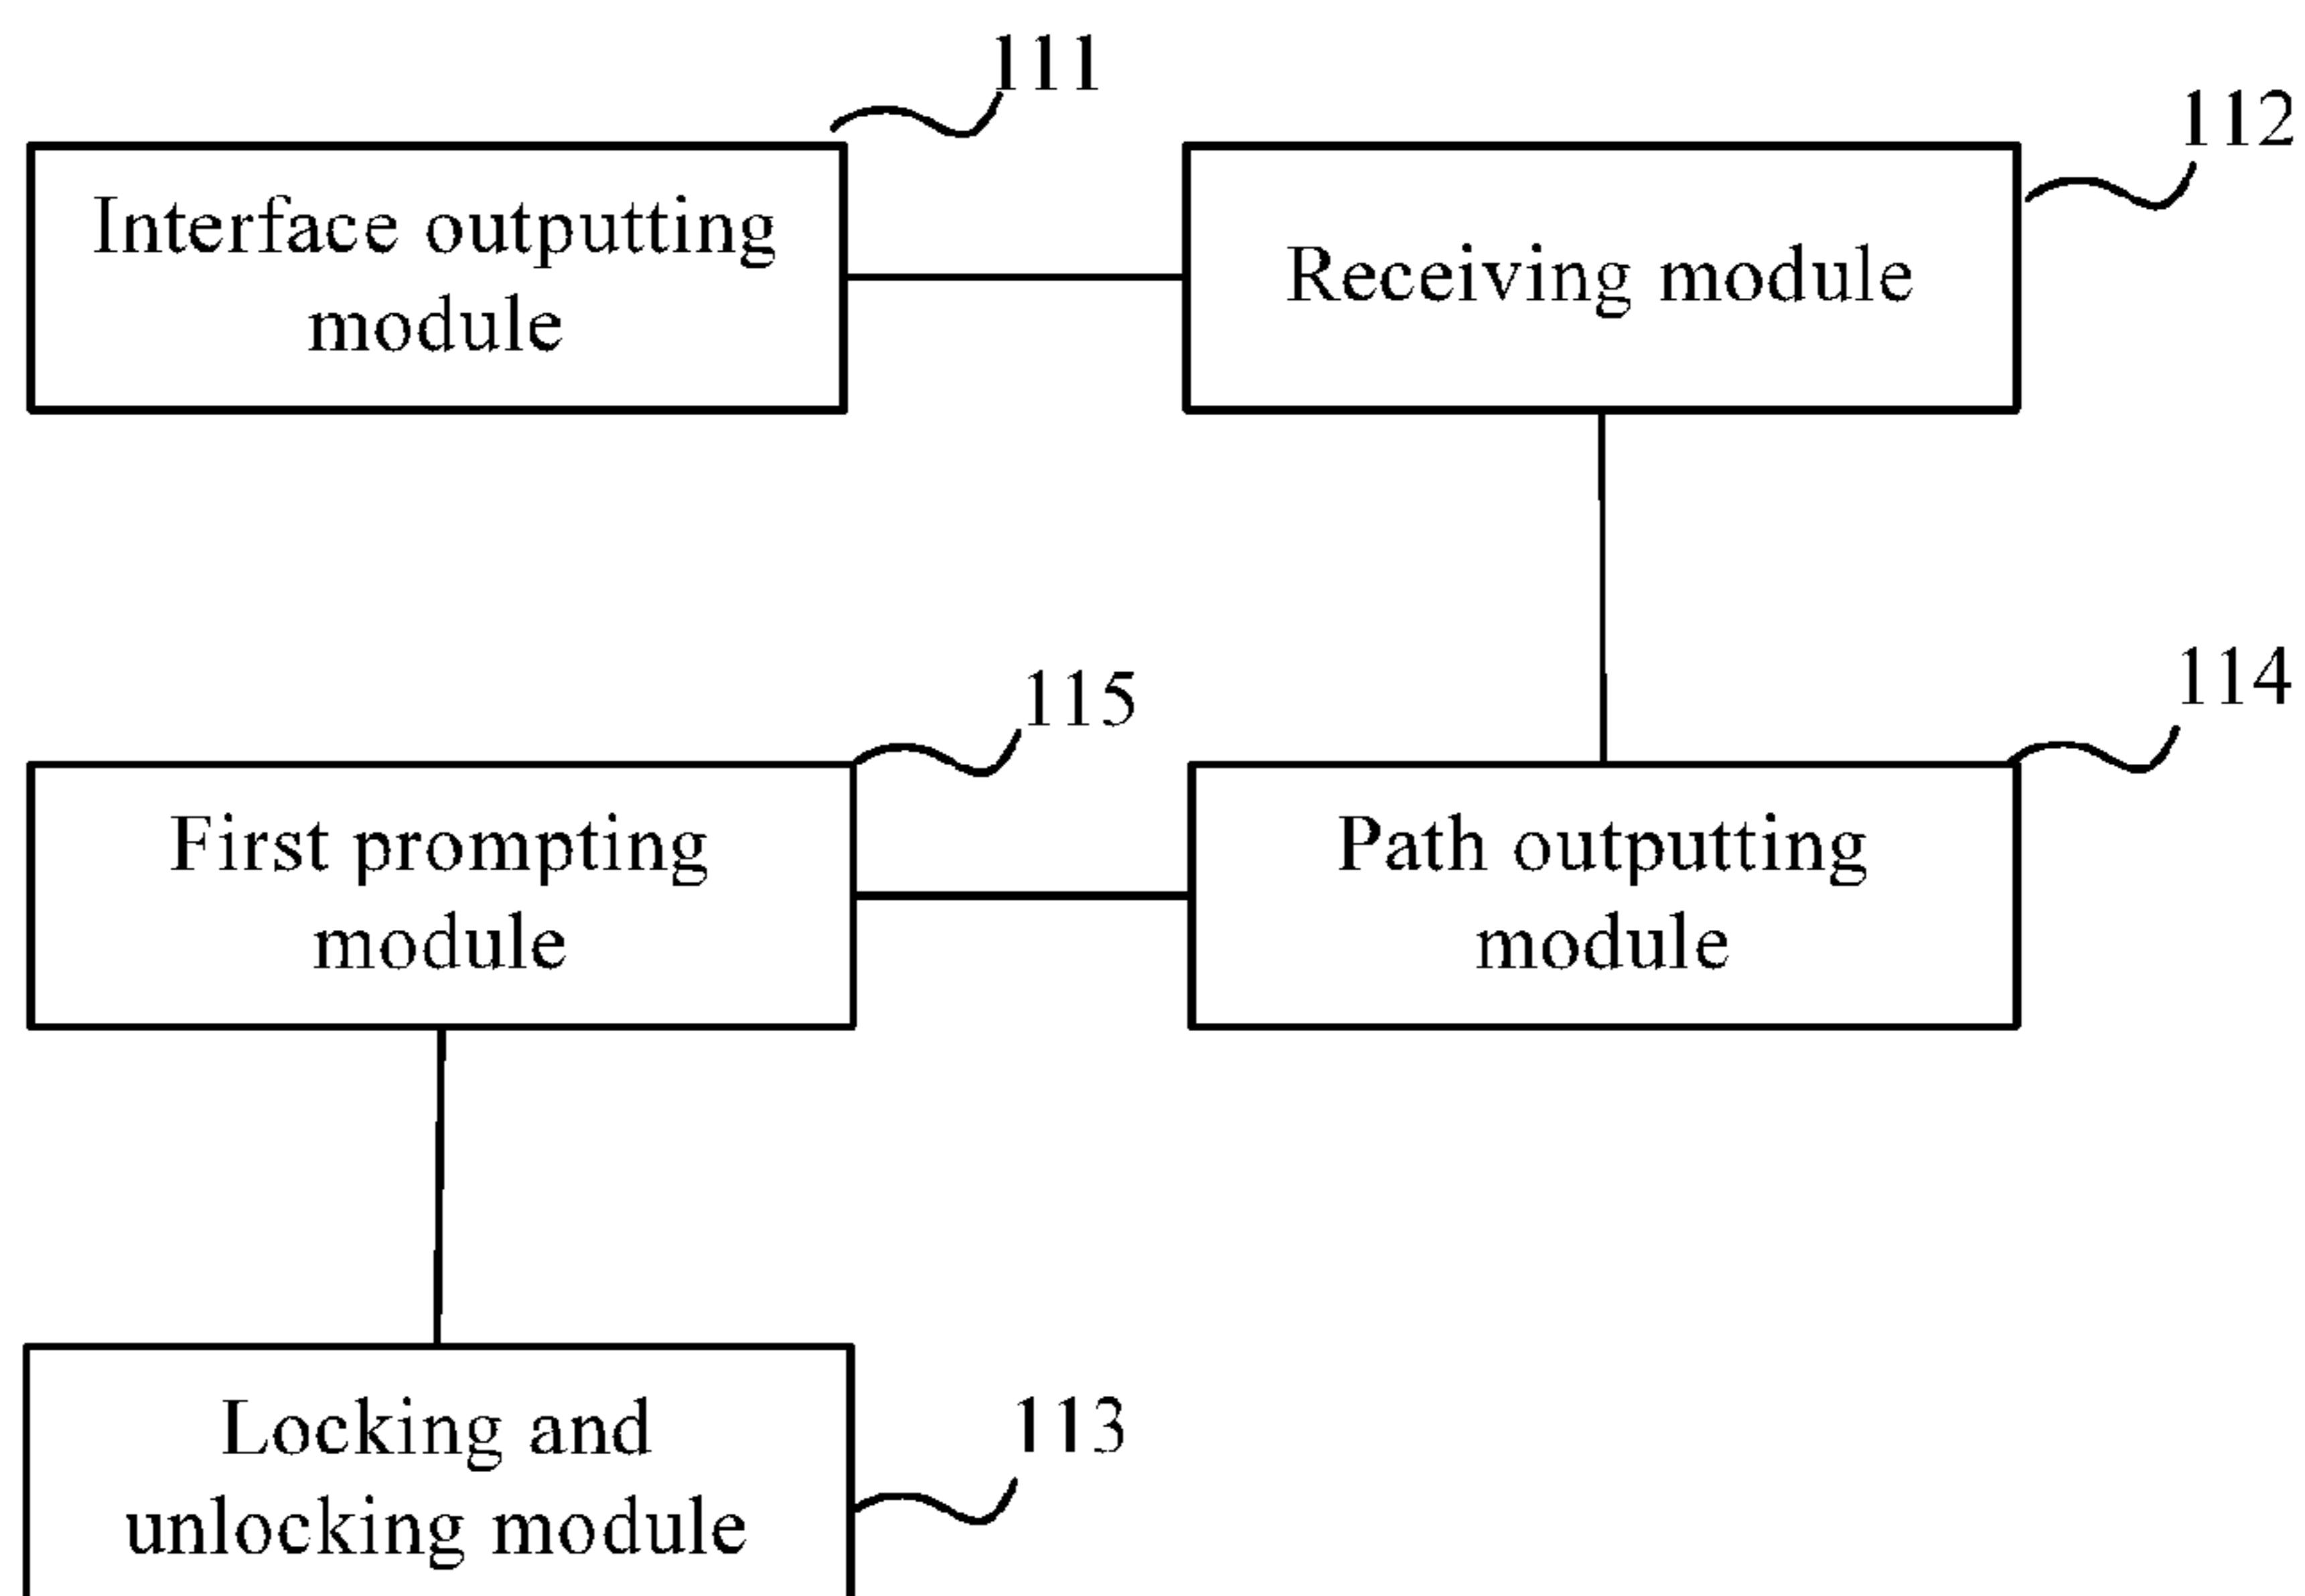 111
112
Interface outputting
module
Receiving module
115
114
First prompting
module
Path outputting
module
113
Locking and
unlocking module